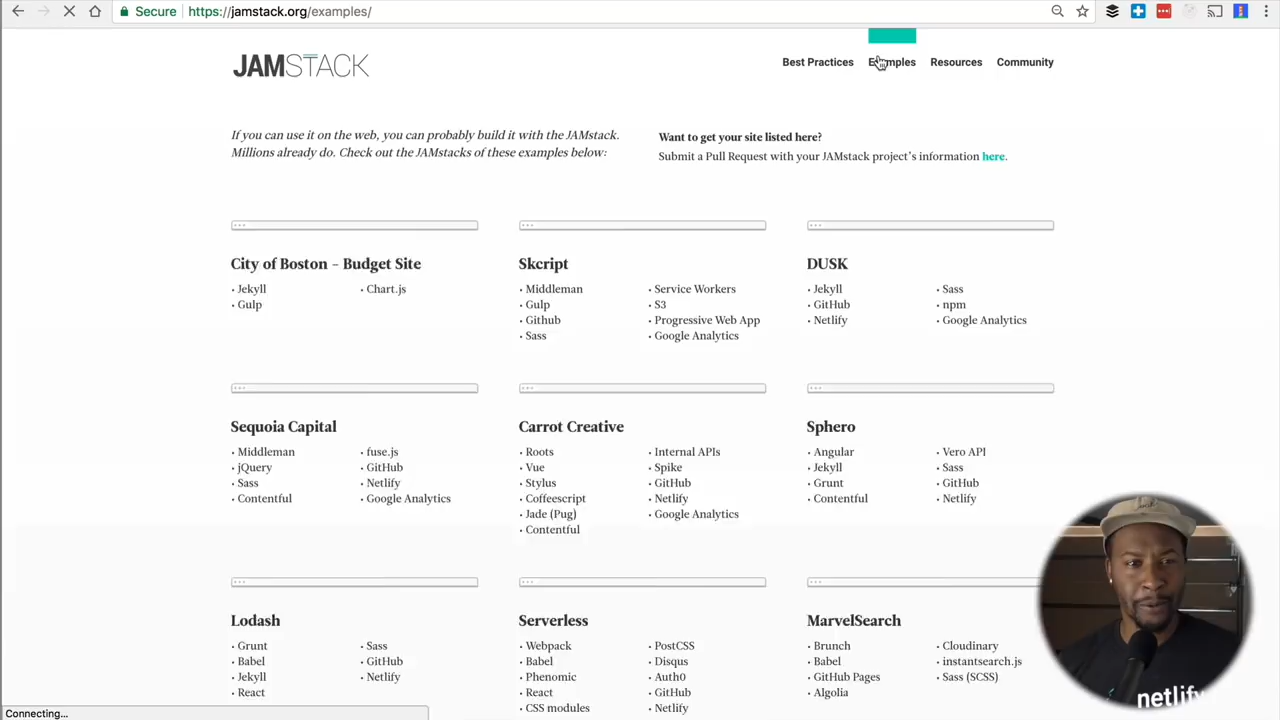 Secure https://jamstack.org/examples/
JAMSTACK
Best Practices Examples Resources Community
If you can use it on the web, you can probably build it with the JAMstack.
Millions already do. Check out the JAMstacks of these examples below:
Want to get your site listed here?
Submit a Pull Request with your JAMstack project's information here.
City of Boston – Budget Site
• Jekyll
• Gulp
• Chart.js
Skcript
• Middleman
• Gulp
• Github
• Sass
• Service Workers
• S3
• Progressive Web App
• Google Analytics
DUSK
• Jekyll
• GitHub
• Netlify
• Sass
• npm
• Google Analytics
Sequoia Capital
• Middleman
• jQuery
• Sass
• Contentful
• fuse.js
• GitHub
• Netlify
• Google Analytics
Carrot Creative
• Roots
• Vue
• Stylus
• Coffeescript
• Jade (Pug)
• Contentful
• Internal APIs
• Spike
• GitHub
• Netlify
• Google Analytics
Sphero
• Angular
• Jekyll
• Grunt
• Contentful
• Vero API
• Sass
• GitHub
• Netlify
Lodash
• Grunt
• Babel
• Jekyll
• React
• Sass
• GitHub
• Netlify
Serverless
• Webpack
• Babel
• Phenomic
• React
• CSS modules
• PostCSS
• Disqus
• Auth0
• GitHub
• Netlify
MarvelSearch
• Brunch
• Babel
• GitHub Pages
• Algolia
• Cloudinary
• instantsearch.js
• Sass (SCSS)
netlify
Connecting...